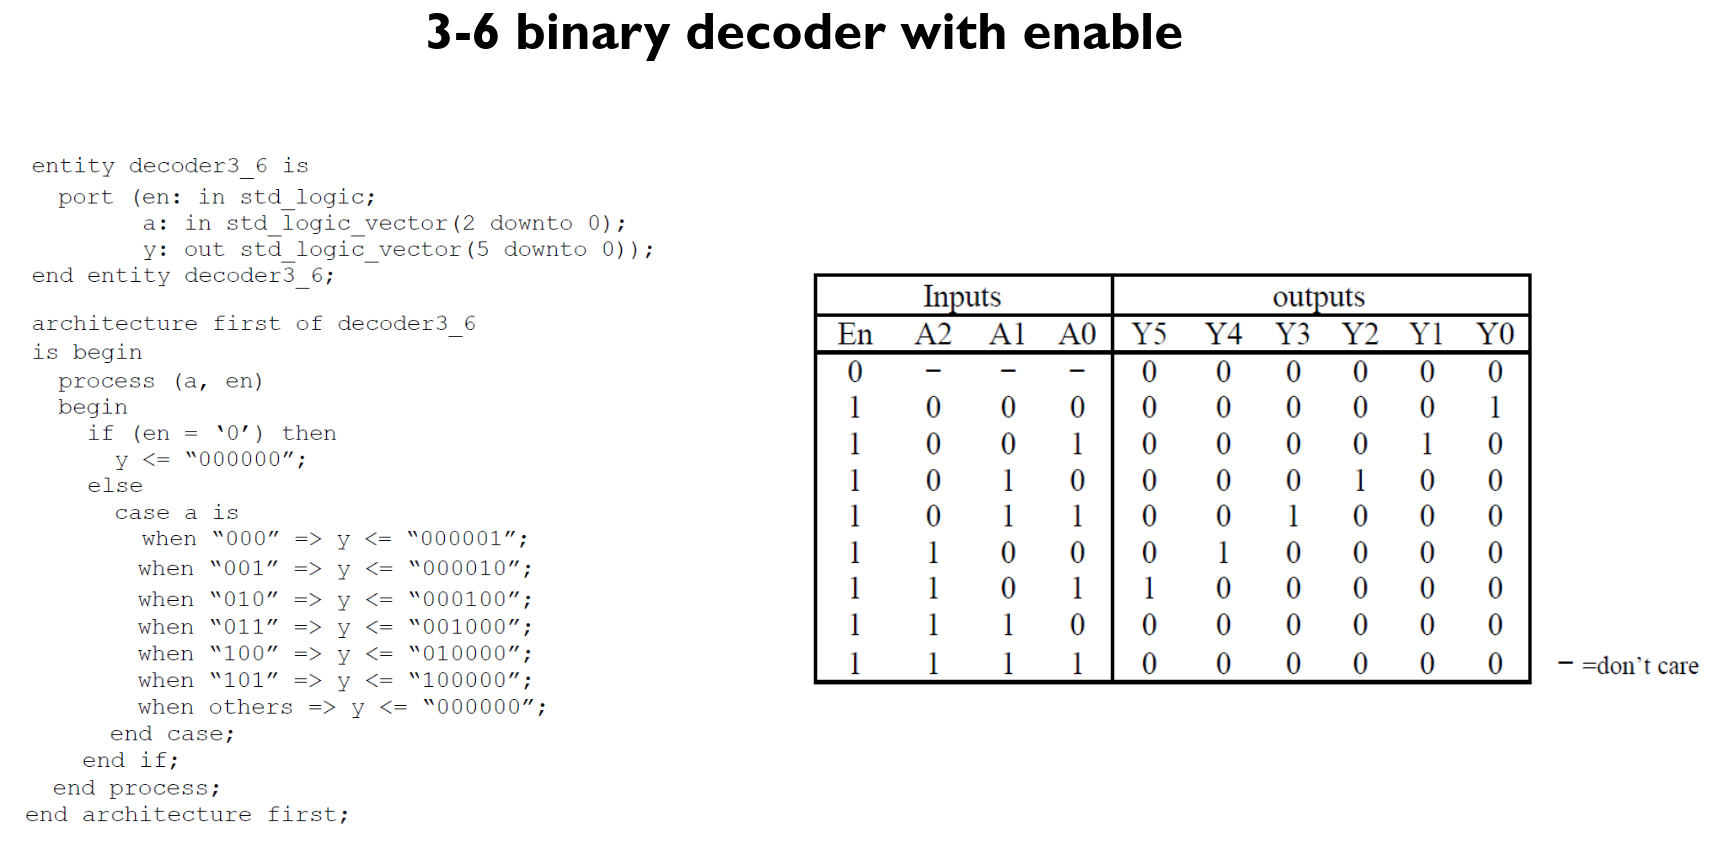 3-6 binary decoder with enable
entity decoder3_6 is
port (en: in std_logic;
a: in std_logic_vector(2 downto 0);
y: out std_logic_vector(5 downto 0));
end entity decoder3_6;
architecture first of decoder3_6
is begin
process (a, en)
begin
if (en = ‘0’) then
y <= “000000”;
else
case a is
when “000” => y <= “000001”;
when “001” => y <= “000010”;
when “010” => y <= “000100”;
when “011” => y <= “001000”;
when “100” => y <= “010000”;
when “101” => y <= “100000”;
when others => y <= “000000”;
end case;
end if;
end process;
end architecture first;
Inputs outputs
En A2 A1 A0 Y5 Y4 Y3 Y2 Y1 Y0
0 – – – 0 0 0 0 0 0
1 0 0 0 0 0 0 0 0 1
1 0 0 1 0 0 0 0 1 0
1 0 1 0 0 0 0 1 0 0
1 0 1 1 0 0 1 0 0 0
1 1 0 0 0 1 0 0 0 0
1 1 0 1 1 0 0 0 0 0
1 1 1 0 0 0 0 0 0 0
1 1 1 1 0 0 0 0 0 0
– =don’t care